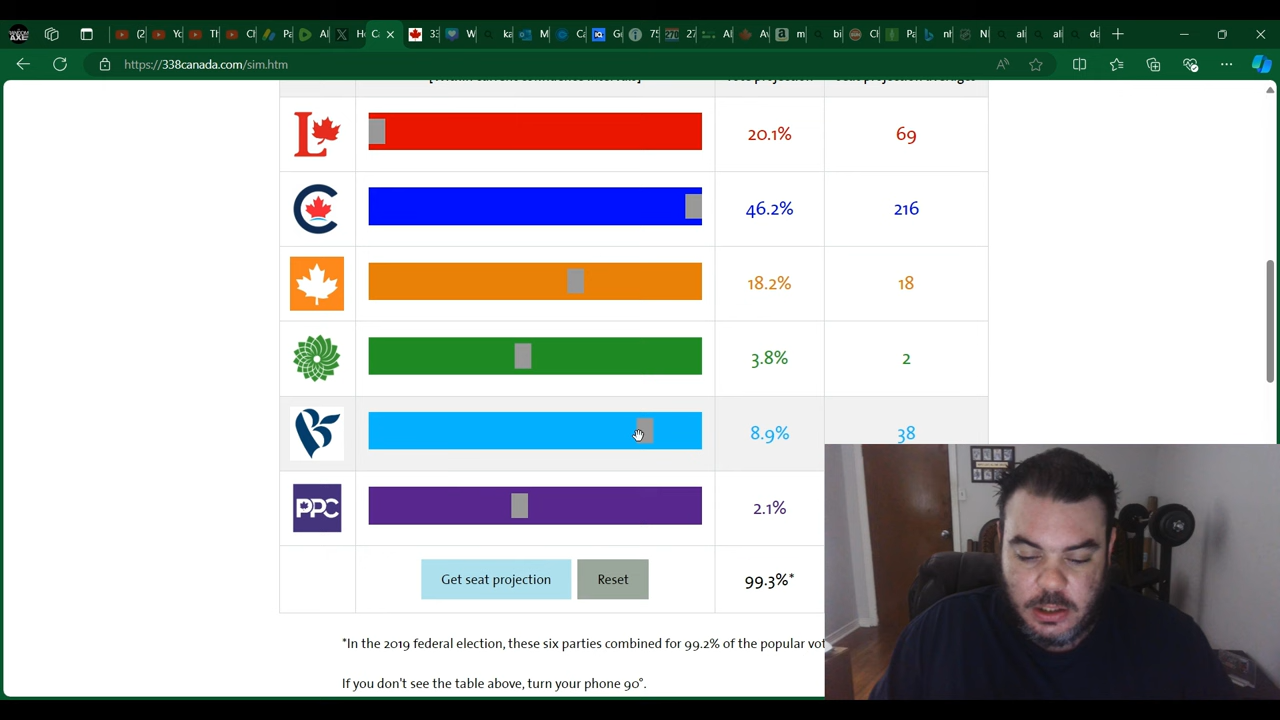 https://338canada.com/sim.htm
20.1% 69
46.2% 216
18.2% 18
3.8% 2
8.9% 38
PPC 2.1%
Get seat projection Reset 99.3%*
*In the 2019 federal election, these six parties combined for 99.2% of the popular vot
If you don't see the table above, turn your phone 90°.